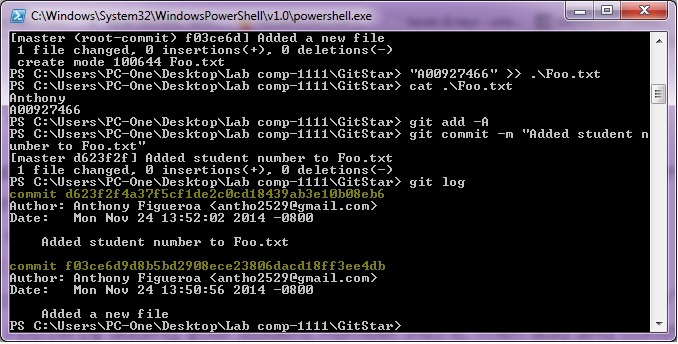 C:\Windows\System32\WindowsPowerShell\v1.0\powershell.exe
[master (root-commit) f03ce6d] Added a new file
 1 file changed, 0 insertions(+), 0 deletions(-)
 create mode 100644 Foo.txt
PS C:\Users\PC-One\Desktop\Lab comp-1111\GitStar> "A00927466" >> .\Foo.txt
PS C:\Users\PC-One\Desktop\Lab comp-1111\GitStar> cat .\Foo.txt
Anthony
A00927466
PS C:\Users\PC-One\Desktop\Lab comp-1111\GitStar> git add -A
PS C:\Users\PC-One\Desktop\Lab comp-1111\GitStar> git commit -m "Added student n
umber to Foo.txt"
[master d623f2f] Added student number to Foo.txt
 1 file changed, 0 insertions(+), 0 deletions(-)
PS C:\Users\PC-One\Desktop\Lab comp-1111\GitStar> git log
commit d623f2f4a37f5cf1de2c0cd18439ab3e10b08eb6
Author: Anthony Figueroa <antho2529@gmail.com>
Date:   Mon Nov 24 13:52:02 2014 -0800
    Added student number to Foo.txt
commit f03ce6d9d8b5bd2908ece23806dacd18ff3ee4db
Author: Anthony Figueroa <antho2529@gmail.com>
Date:   Mon Nov 24 13:50:56 2014 -0800
    Added a new file
PS C:\Users\PC-One\Desktop\Lab comp-1111\GitStar>